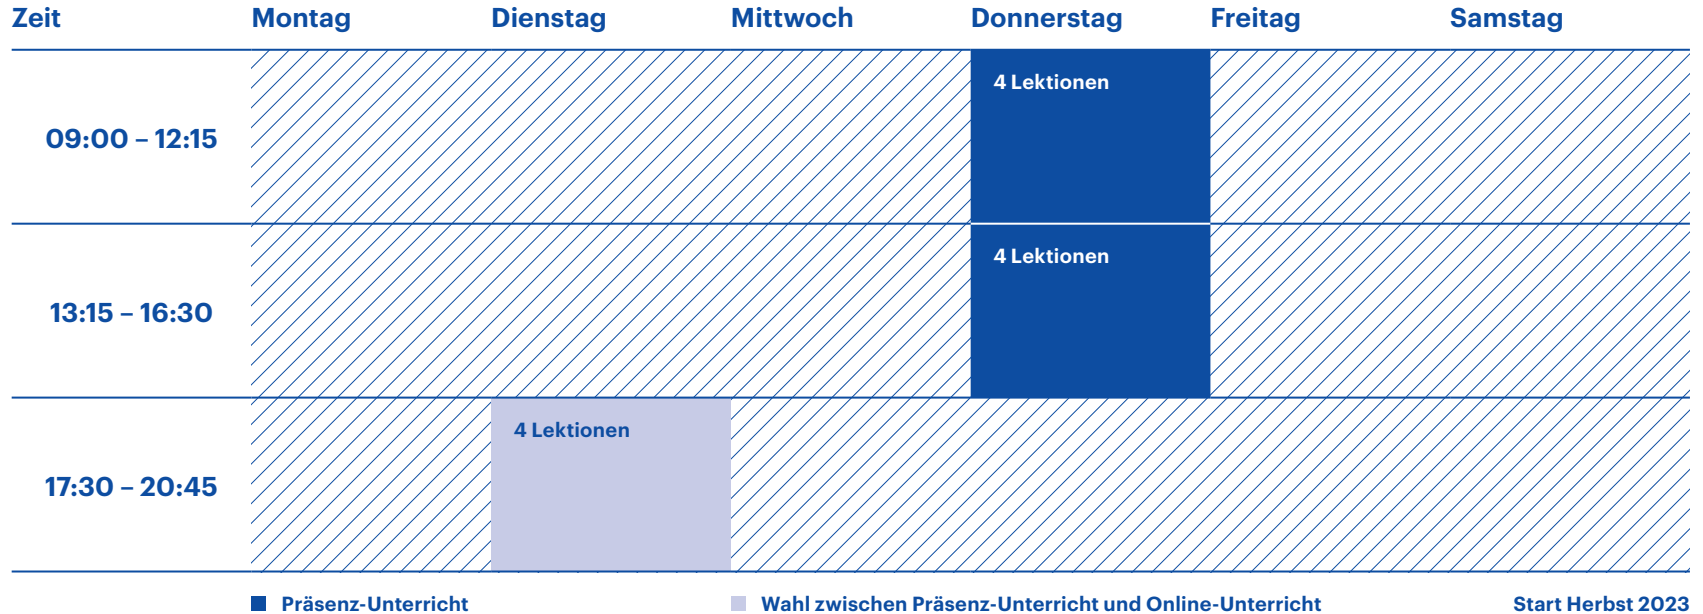 Zeit Montag Dienstag Mittwoch Donnerstag Freitag Samstag
09:00 – 12:15 4 Lektionen
13:15 – 16:30 4 Lektionen
17:30 – 20:45 4 Lektionen
Präsenz-Unterricht Wahl zwischen Präsenz-Unterricht und Online-Unterricht Start Herbst 2023